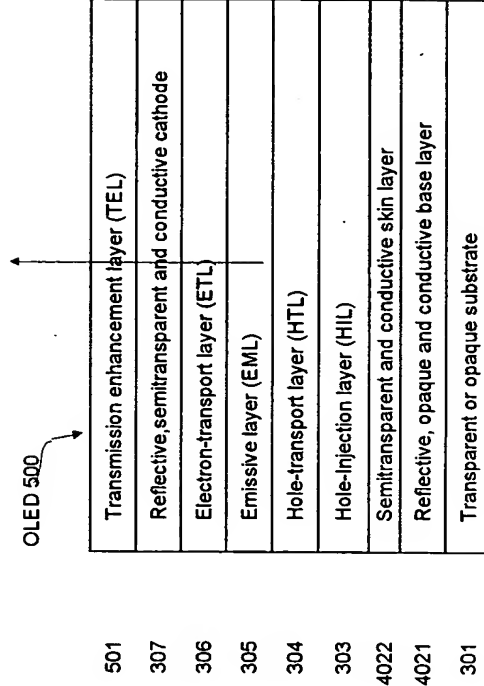 OLED 500
501 Transmission enhancement layer (TEL)
307 Reflective,semitransparent and conductive cathode
306 Electron-transport layer (ETL)
305 Emissive layer (EML)
304 Hole-transport layer (HTL)
303 Hole-Injection layer (HIL)
4022 Semitransparent and conductive skin layer
4021 Reflective, opaque and conductive base layer
301 Transparent or opaque substrate